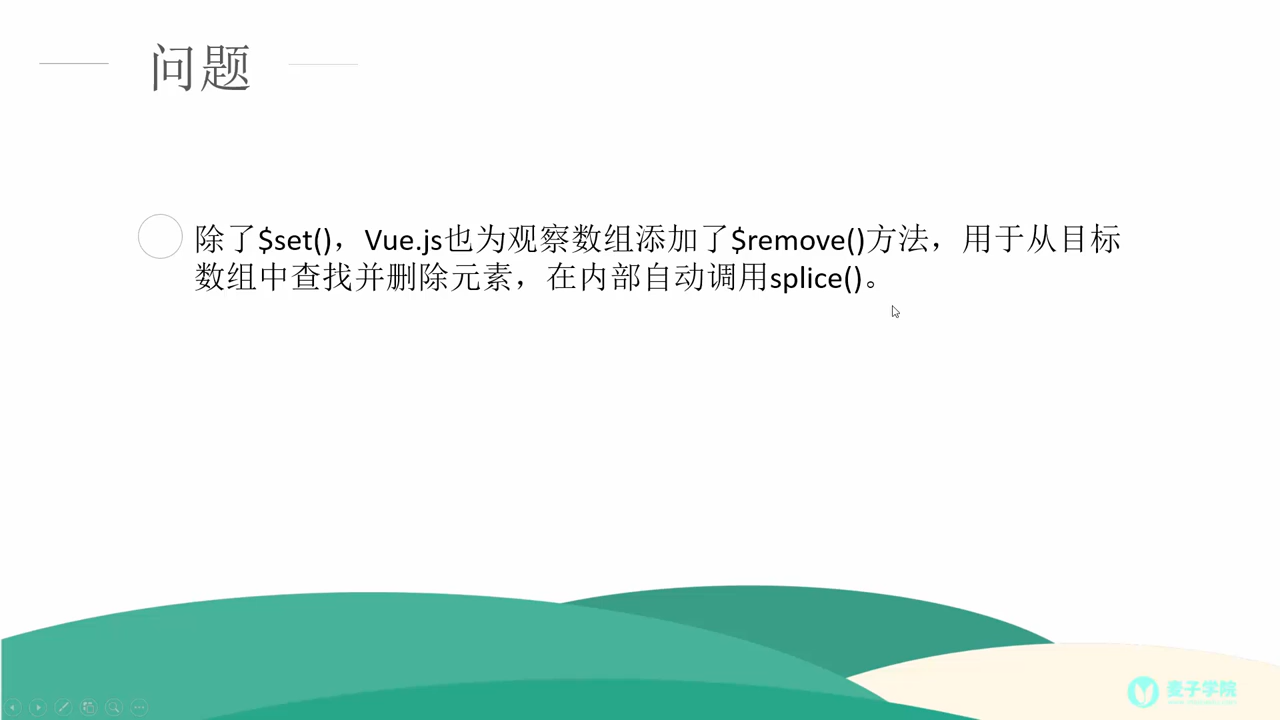 问题
除了$set()，Vue.js也为观察数组添加了$remove()方法，用于从目标
数组中查找并删除元素，在内部自动调用splice()。
麦子学院